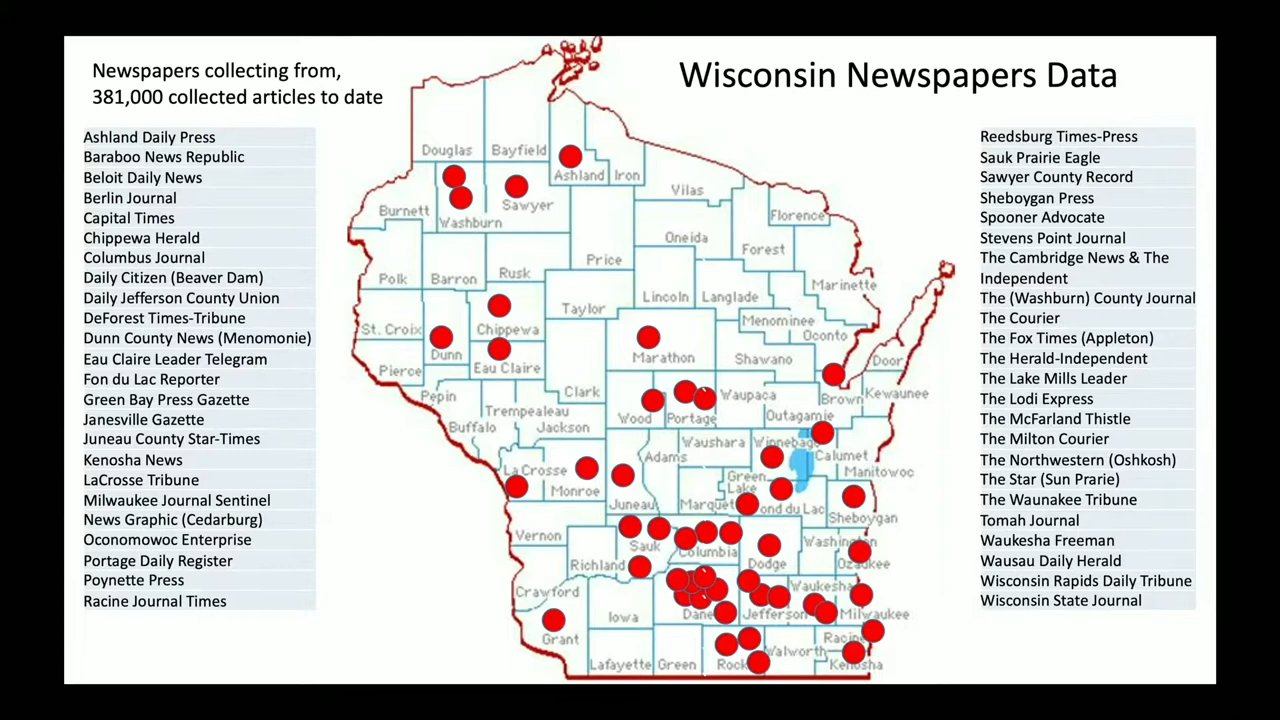 Newspapers collecting from,
381,000 collected articles to date
Wisconsin Newspapers Data
Ashland Daily Press
Baraboo News Republic
Beloit Daily News
Berlin Journal
Capital Times
Chippewa Herald
Columbus Journal
Daily Citizen (Beaver Dam)
Daily Jefferson County Union
DeForest Times-Tribune
Dunn County News (Menomonie)
Eau Claire Leader Telegram
Fon du Lac Reporter
Green Bay Press Gazette
Janesville Gazette
Juneau County Star-Times
Kenosha News
LaCrosse Tribune
Milwaukee Journal Sentinel
News Graphic (Cedarburg)
Oconomowoc Enterprise
Portage Daily Register
Poynette Press
Racine Journal Times
Douglas
Bayfield
Ashland
Iron
Vilas
Burnett
Washburn
Sawyer
Florence
Oneida
Forest
Price
Polk
Barron
Rusk
Marinette
Lincoln
Langlade
Taylor
St. Croix
Chippewa
Menominee
Oconto
Dunn
Marathon
Shawano
Door
Pierce
Eau Claire
Pepin
Clark
Brown
Kewaunee
Wood
Portage
Waupaca
Outagamie
Trempealeau
Buffalo
Jackson
Waushara
Winnebago
Adams
Calumet
Manitowoc
La Crosse
Monroe
Juneau
Green
Lake
Marquet
ond du Lac
Sheboygan
Vernon
Sauk
Columbia
Dodge
Washin
Ozaukee
Richland
Crawford
Iowa
Dane
Jefferson
Waukesha
Milwaukee
Grant
Lafayette
Green
Rock
Walworth
Racine
Kenosha
Reedsburg Times-Press
Sauk Prairie Eagle
Sawyer County Record
Sheboygan Press
Spooner Advocate
Stevens Point Journal
The Cambridge News & The
Independent
The (Washburn) County Journal
The Courier
The Fox Times (Appleton)
The Herald-Independent
The Lake Mills Leader
The Lodi Express
The McFarland Thistle
The Milton Courier
The Northwestern (Oshkosh)
The Star (Sun Prarie)
The Waunakee Tribune
Tomah Journal
Waukesha Freeman
Wausau Daily Herald
Wisconsin Rapids Daily Tribune
Wisconsin State Journal